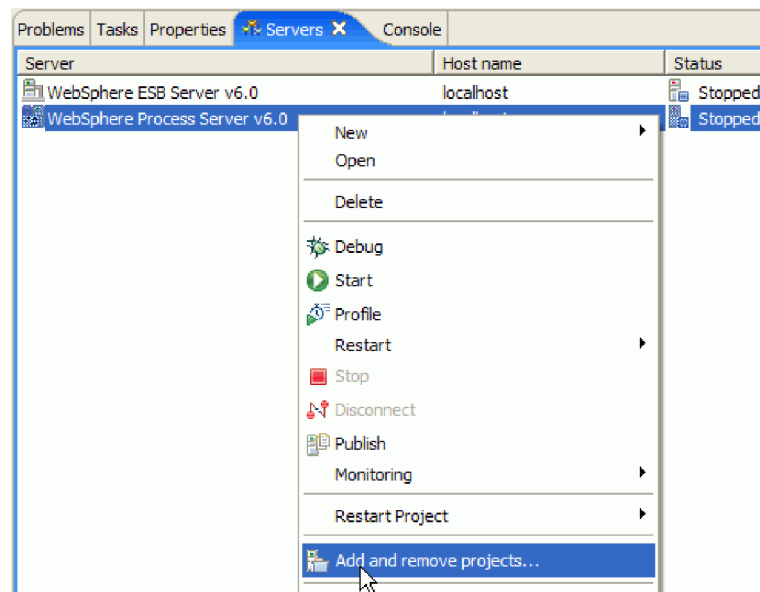 Problems Tasks Properties Servers Console
Server Host name Status
WebSphere ESB Server v6.0 localhost Stopped
WebSphere Process Server v6.0 Stopped
New
Open
Delete
Debug
Start
Profile
Restart
Stop
Disconnect
Publish
Monitoring
Restart Project
Add and remove projects...